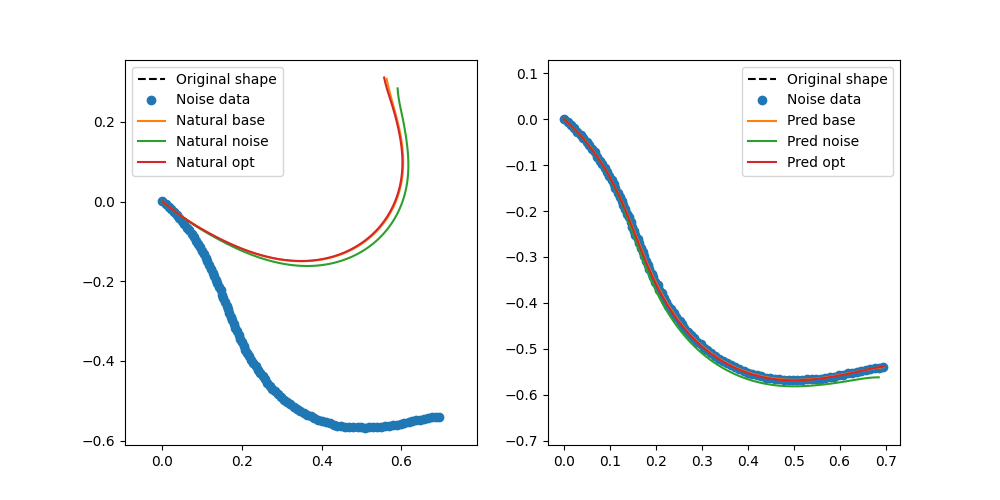 Original shape
Noise data
Natural base
Natural noise
Natural opt
0.2
0.0
−0.2
−0.4
−0.6
0.0 0.2 0.4 0.6
Original shape
Noise data
Pred base
Pred noise
Pred opt
0.1
0.0
−0.1
−0.2
−0.3
−0.4
−0.5
−0.6
−0.7
0.0 0.1 0.2 0.3 0.4 0.5 0.6 0.7